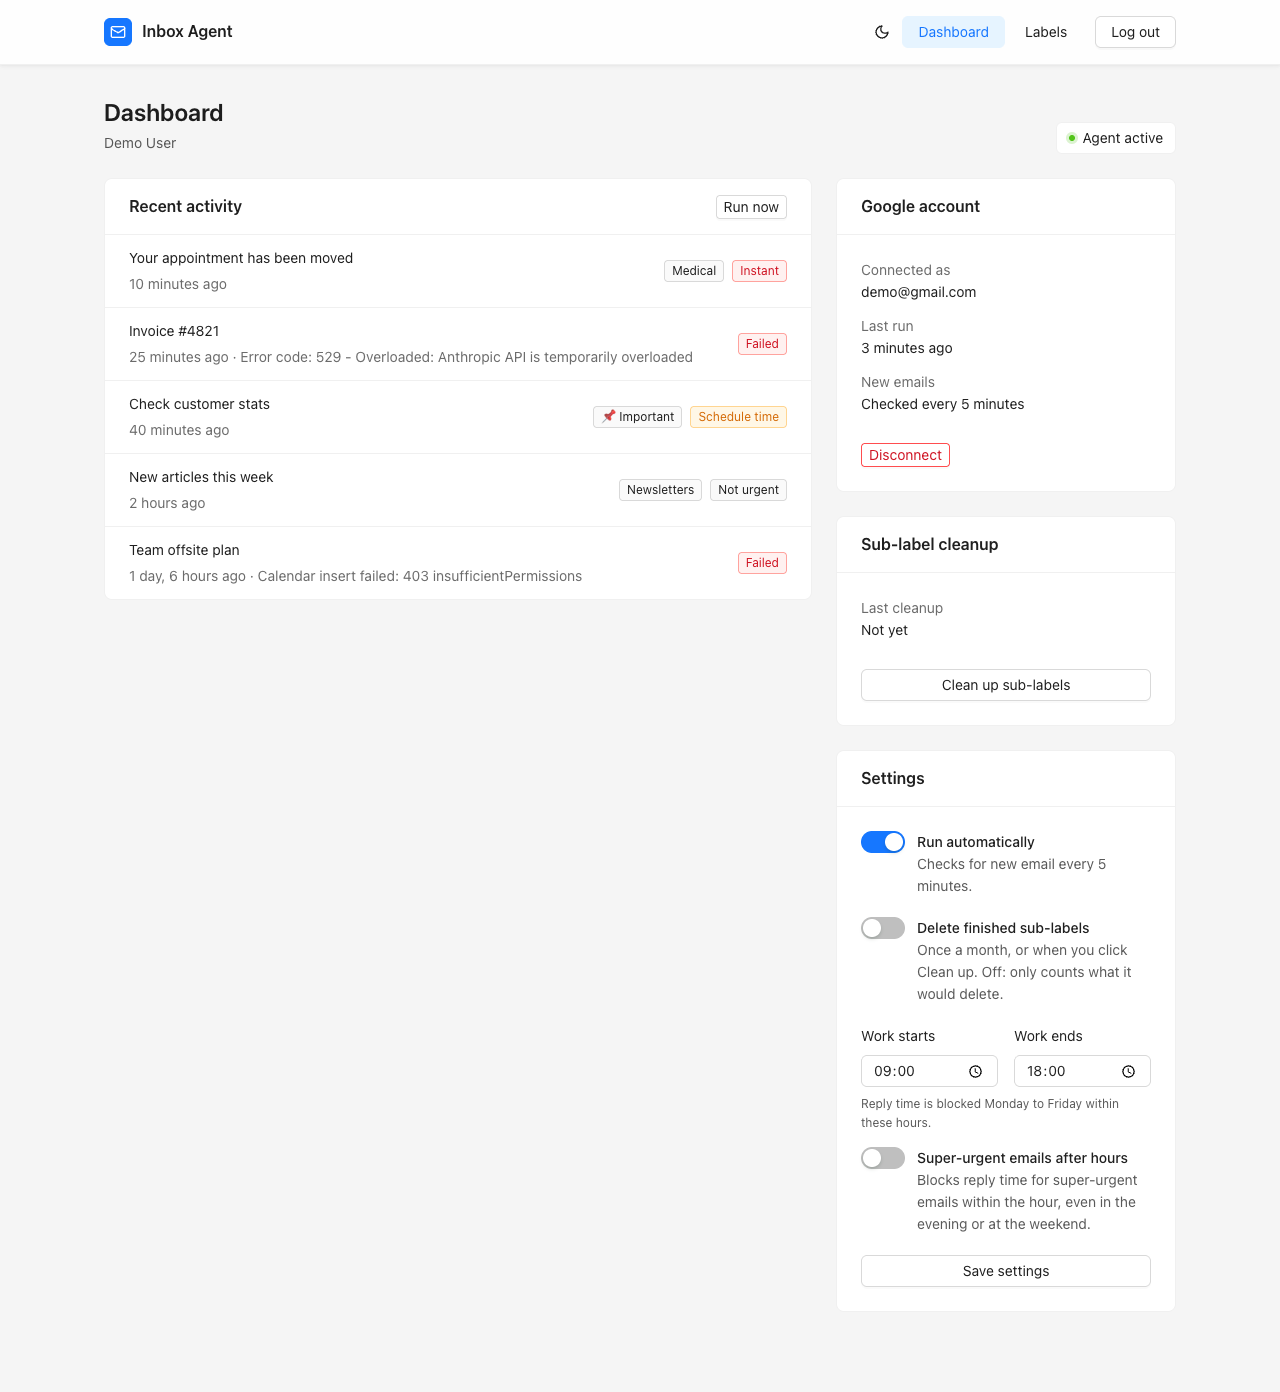 Inbox Agent
Dashboard
Labels
Log out
Dashboard
Demo User
Agent active
Recent activity
Run now
Your appointment has been moved
10 minutes ago
Medical
Instant
Invoice #4821
25 minutes ago · Error code: 529 - Overloaded: Anthropic API is temporarily overloaded
Failed
Check customer stats
40 minutes ago
📌 Important
Schedule time
New articles this week
2 hours ago
Newsletters
Not urgent
Team offsite plan
1 day, 6 hours ago · Calendar insert failed: 403 insufficientPermissions
Failed
Google account
Connected as
demo@gmail.com
Last run
3 minutes ago
New emails
Checked every 5 minutes
Disconnect
Sub-label cleanup
Last cleanup
Not yet
Clean up sub-labels
Settings
Run automatically
Checks for new email every 5
minutes.
Delete finished sub-labels
Once a month, or when you click
Clean up. Off: only counts what it
would delete.
Work starts
09:00
Work ends
18:00
Reply time is blocked Monday to Friday within
these hours.
Super-urgent emails after hours
Blocks reply time for super-urgent
emails within the hour, even in the
evening or at the weekend.
Save settings